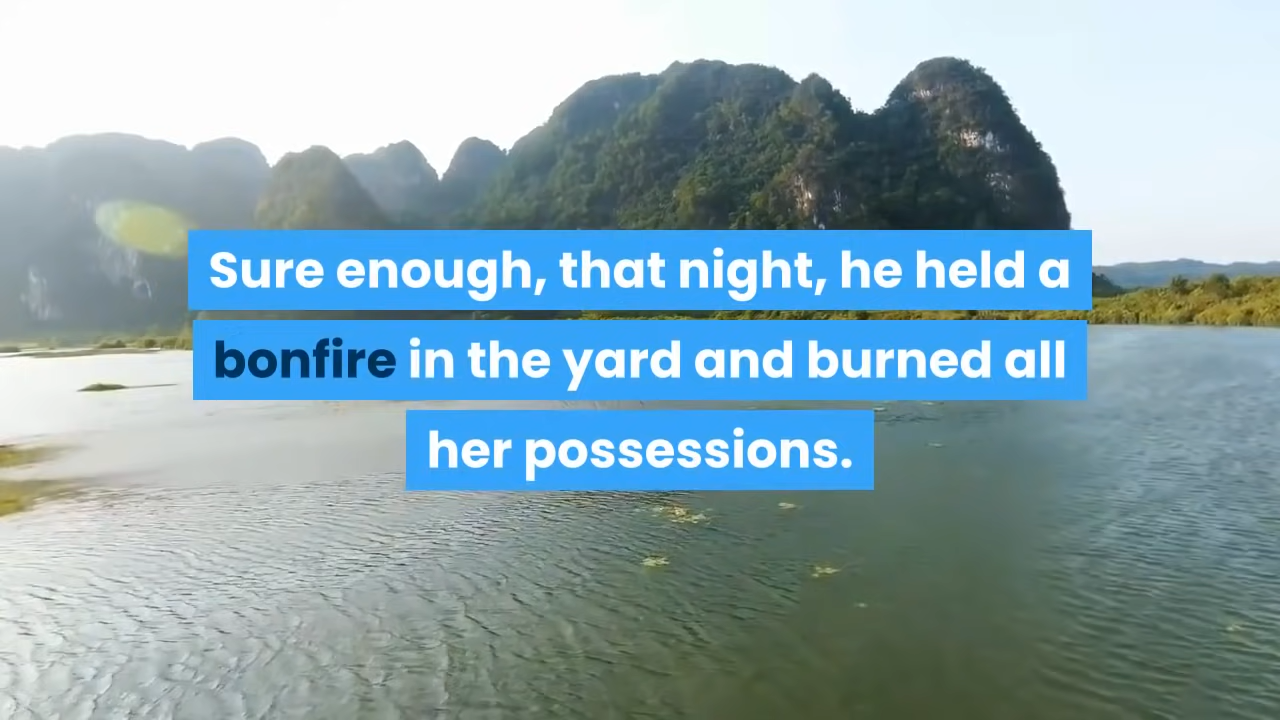 Sure enough, that night, he held a
bonfire in the yard and burned all
her possessions.